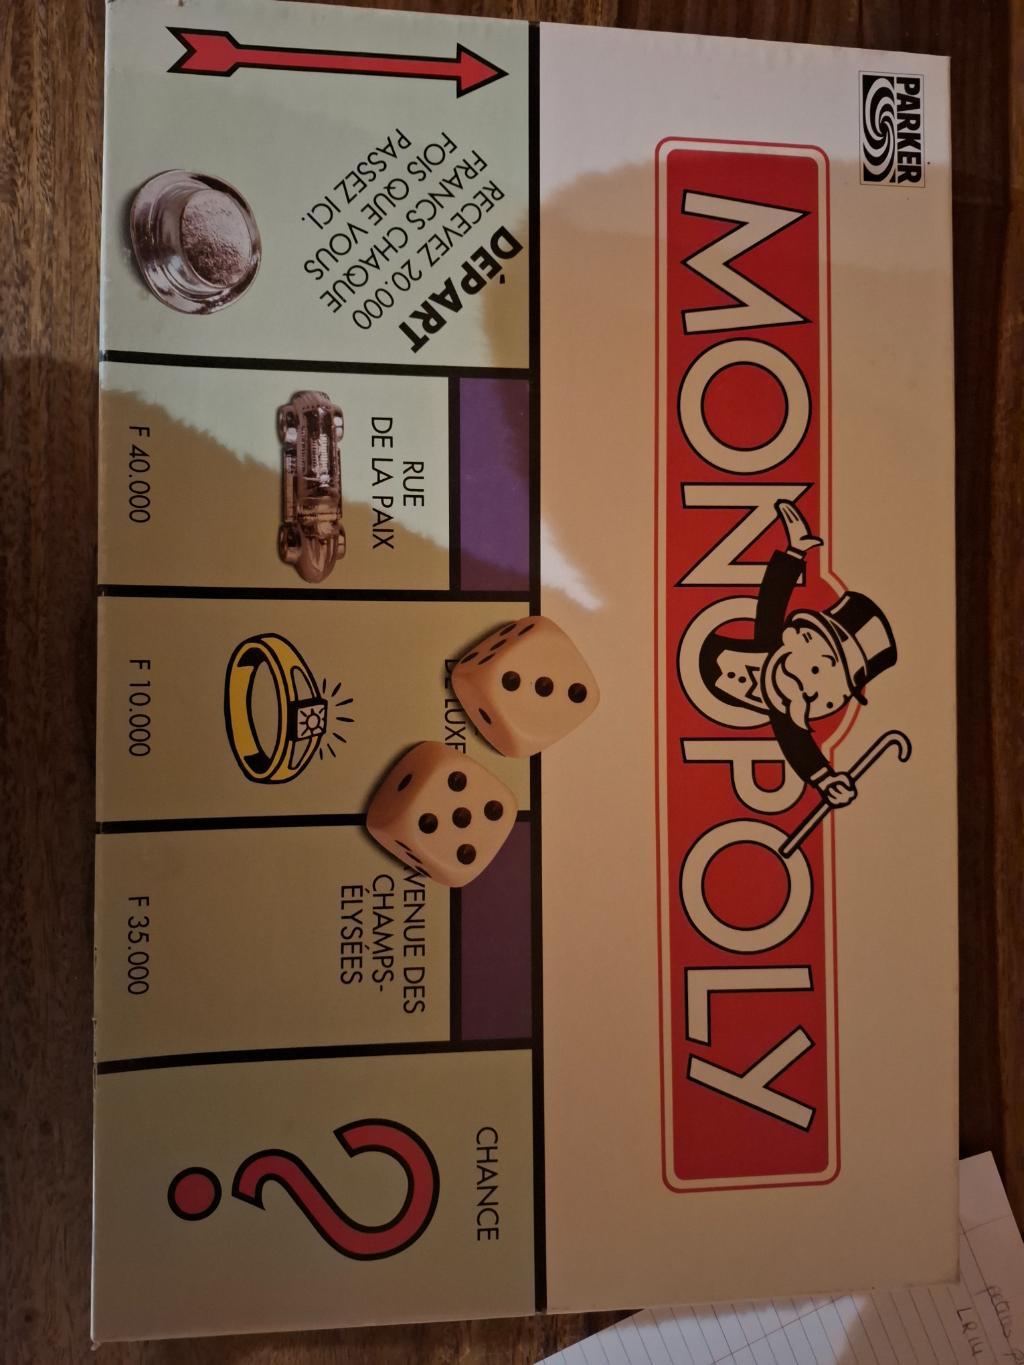 PARKER
MONOPOLY
DÉPART
RECEVEZ 20.000
FRANCS CHAQUE
FOIS QUE VOUS
PASSEZ ICI.
RUE
DE LA PAIX
F 40.000
LUXE
F 10.000
VENUE DES
CHAMPS-
ÉLYSÉES
F 35.000
CHANCE
?